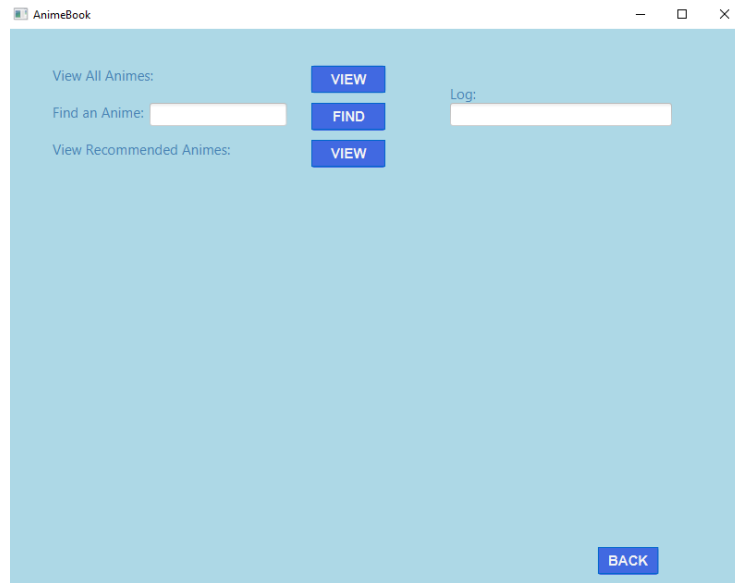 AnimeBook
View All Animes: VIEW
Log:
Find an Anime: FIND
View Recommended Animes: VIEW
BACK